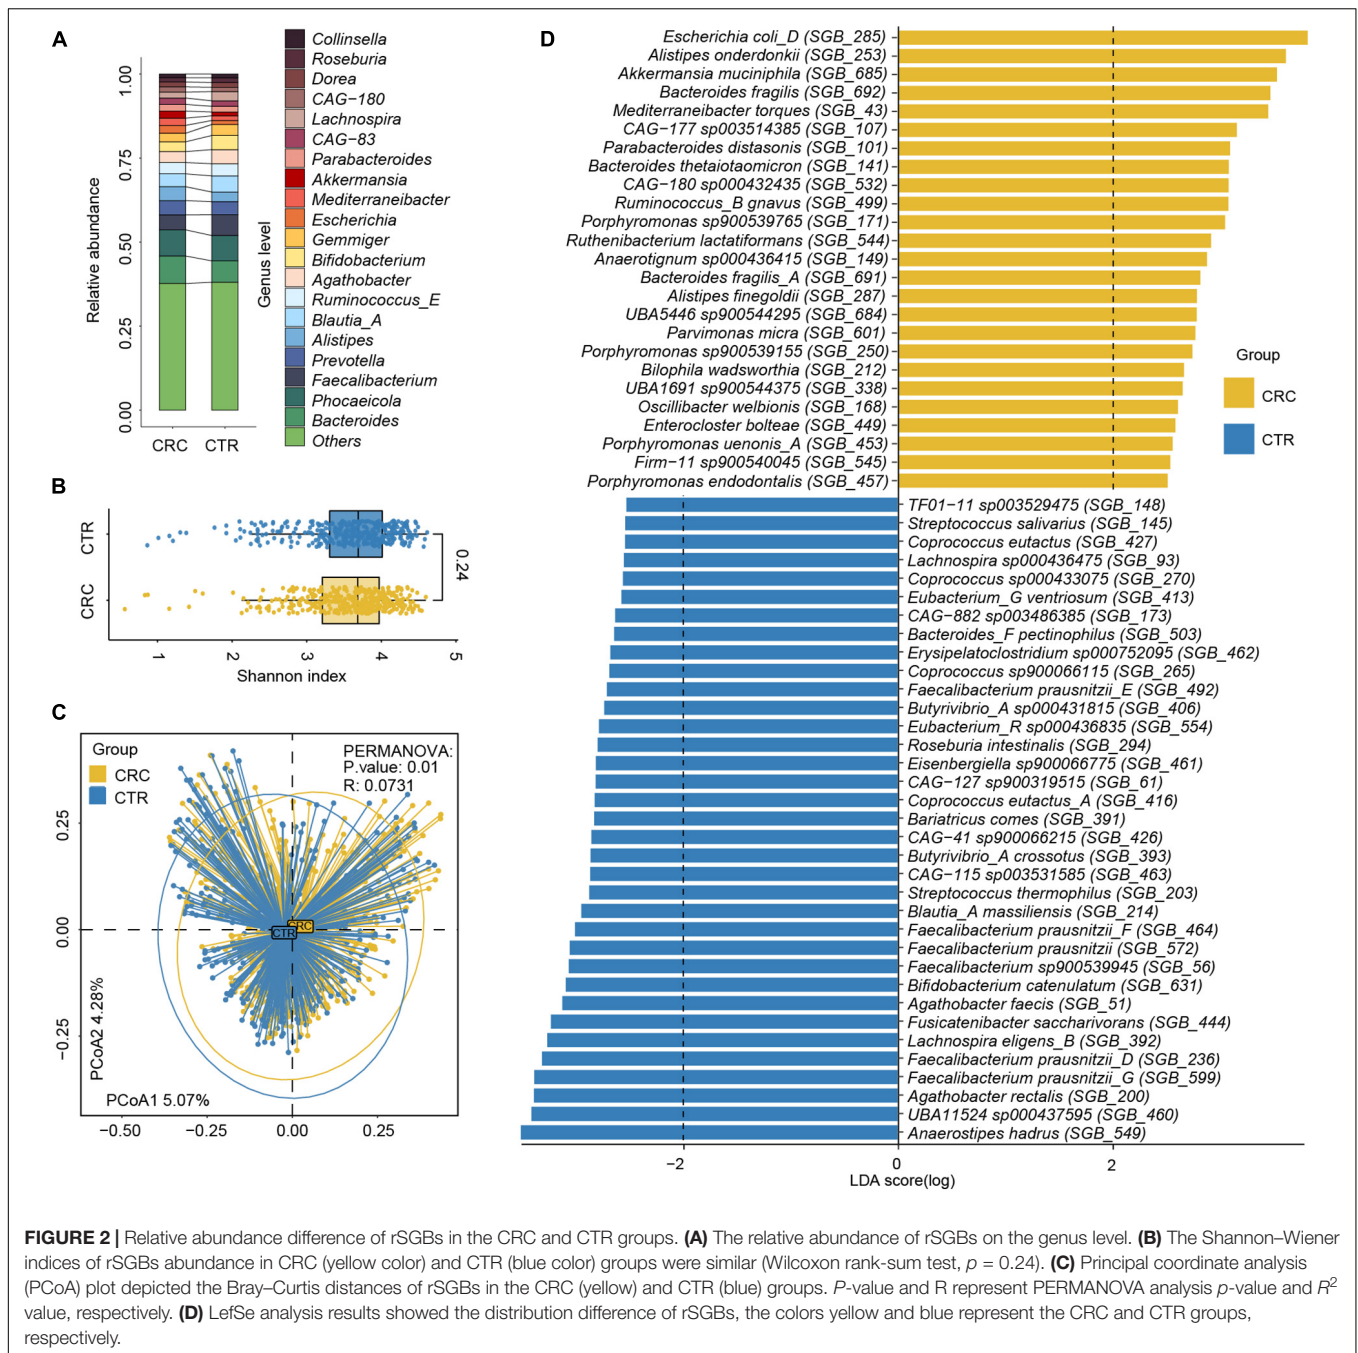 A
Relative abundance
1.00
0.75
0.50
0.25
0.00
CRC CTR
Genus level
Collinsella
Roseburia
Dorea
CAG−180
Lachnospira
CAG−83
Parabacteroides
Akkermansia
Mediterraneibacter
Escherichia
Gemmiger
Bifidobacterium
Agathobacter
Ruminococcus_E
Blautia_A
Alistipes
Prevotella
Faecalibacterium
Phocaeicola
Bacteroides
Others
B
CTR
CRC
0.24
1 2 3 4 5
Shannon index
C
Group
CRC
CTR
PERMANOVA:
P.value: 0.01
R: 0.0731
CRC
CTR
0.25
0.00
−0.25
PCoA2 4.28%
PCoA1 5.07%
−0.50 −0.25 0.00 0.25
D
Escherichia coli_D (SGB_285)
Alistipes onderdonkii (SGB_253)
Akkermansia muciniphila (SGB_685)
Bacteroides fragilis (SGB_692)
Mediterraneibacter torques (SGB_43)
CAG−177 sp003514385 (SGB_107)
Parabacteroides distasonis (SGB_101)
Bacteroides thetaiotaomicron (SGB_141)
CAG−180 sp000432435 (SGB_532)
Ruminococcus_B gnavus (SGB_499)
Porphyromonas sp900539765 (SGB_171)
Ruthenibacterium lactatiformans (SGB_544)
Anaerotignum sp000436415 (SGB_149)
Bacteroides fragilis_A (SGB_691)
Alistipes finegoldii (SGB_287)
UBA5446 sp900544295 (SGB_684)
Parvimonas micra (SGB_601)
Porphyromonas sp900539155 (SGB_250)
Bilophila wadsworthia (SGB_212)
UBA1691 sp900544375 (SGB_338)
Oscillibacter welbionis (SGB_168)
Enterocloster bolteae (SGB_449)
Porphyromonas uenonis_A (SGB_453)
Firm−11 sp900540045 (SGB_545)
Porphyromonas endodontalis (SGB_457)
Group
CRC
CTR
TF01−11 sp003529475 (SGB_148)
Streptococcus salivarius (SGB_145)
Coprococcus eutactus (SGB_427)
Lachnospira sp000436475 (SGB_93)
Coprococcus sp000433075 (SGB_270)
Eubacterium_G ventriosum (SGB_413)
CAG−882 sp003486385 (SGB_173)
Bacteroides_F pectinophilus (SGB_503)
Erysipelatoclostridium sp000752095 (SGB_462)
Coprococcus sp900066115 (SGB_265)
Faecalibacterium prausnitzii_E (SGB_492)
Butyrivibrio_A sp000431815 (SGB_406)
Eubacterium_R sp000436835 (SGB_554)
Roseburia intestinalis (SGB_294)
Eisenbergiella sp900066775 (SGB_461)
CAG−127 sp900319515 (SGB_61)
Coprococcus eutactus_A (SGB_416)
Bariatricus comes (SGB_391)
CAG−41 sp900066215 (SGB_426)
Butyrivibrio_A crossotus (SGB_393)
CAG−115 sp003531585 (SGB_463)
Streptococcus thermophilus (SGB_203)
Blautia_A massiliensis (SGB_214)
Faecalibacterium prausnitzii_F (SGB_464)
Faecalibacterium prausnitzii (SGB_572)
Faecalibacterium sp900539945 (SGB_56)
Bifidobacterium catenulatum (SGB_631)
Agathobacter faecis (SGB_51)
Fusicatenibacter saccharivorans (SGB_444)
Lachnospira eligens_B (SGB_392)
Faecalibacterium prausnitzii_D (SGB_236)
Faecalibacterium prausnitzii_G (SGB_599)
Agathobacter rectalis (SGB_200)
UBA11524 sp000437595 (SGB_460)
Anaerostipes hadrus (SGB_549)
−2 0 2
LDA score(log)
FIGURE 2 | Relative abundance difference of rSGBs in the CRC and CTR groups. (A) The relative abundance of rSGBs on the genus level. (B) The Shannon–Wiener
indices of rSGBs abundance in CRC (yellow color) and CTR (blue color) groups were similar (Wilcoxon rank-sum test, p = 0.24). (C) Principal coordinate analysis
(PCoA) plot depicted the Bray–Curtis distances of rSGBs in the CRC (yellow) and CTR (blue) groups. P-value and R represent PERMANOVA analysis p-value and R²
value, respectively. (D) LefSe analysis results showed the distribution difference of rSGBs, the colors yellow and blue represent the CRC and CTR groups,
respectively.